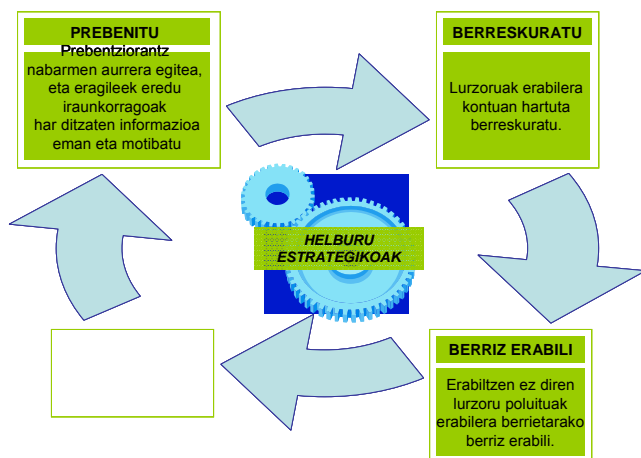 PREBENITU
Prebentziorantz
nabarmen aurrera egitea,
eta eragileek eredu
iraunkorragoak
har ditzaten informazioa
eman eta motibatu
BERRESKURATU
Lurzoruak erabilera
kontuan hartuta
berreskuratu.
HELBURU
ESTRATEGIKOAK
BERRIZ ERABILI
Erabiltzen ez diren
lurzoru poluituak
erabilera berrietarako
berriz erabili.